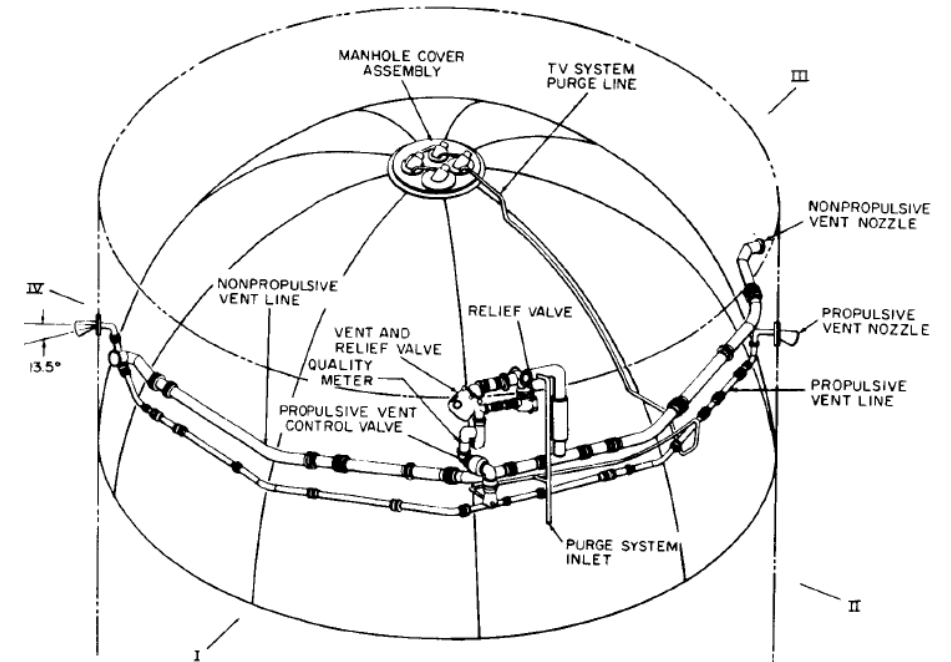 MANHOLE COVER
ASSEMBLY
TV SYSTEM
PURGE LINE
III
NONPROPULSIVE
VENT NOZZLE
IV
NONPROPULSIVE
VENT LINE
RELIEF VALVE
VENT AND
RELIEF VALVE
PROPULSIVE
VENT NOZZLE
13.5°
QUALITY
METER
PROPULSIVE VENT
CONTROL VALVE
PROPULSIVE
VENT LINE
PURGE SYSTEM
INLET
II
I